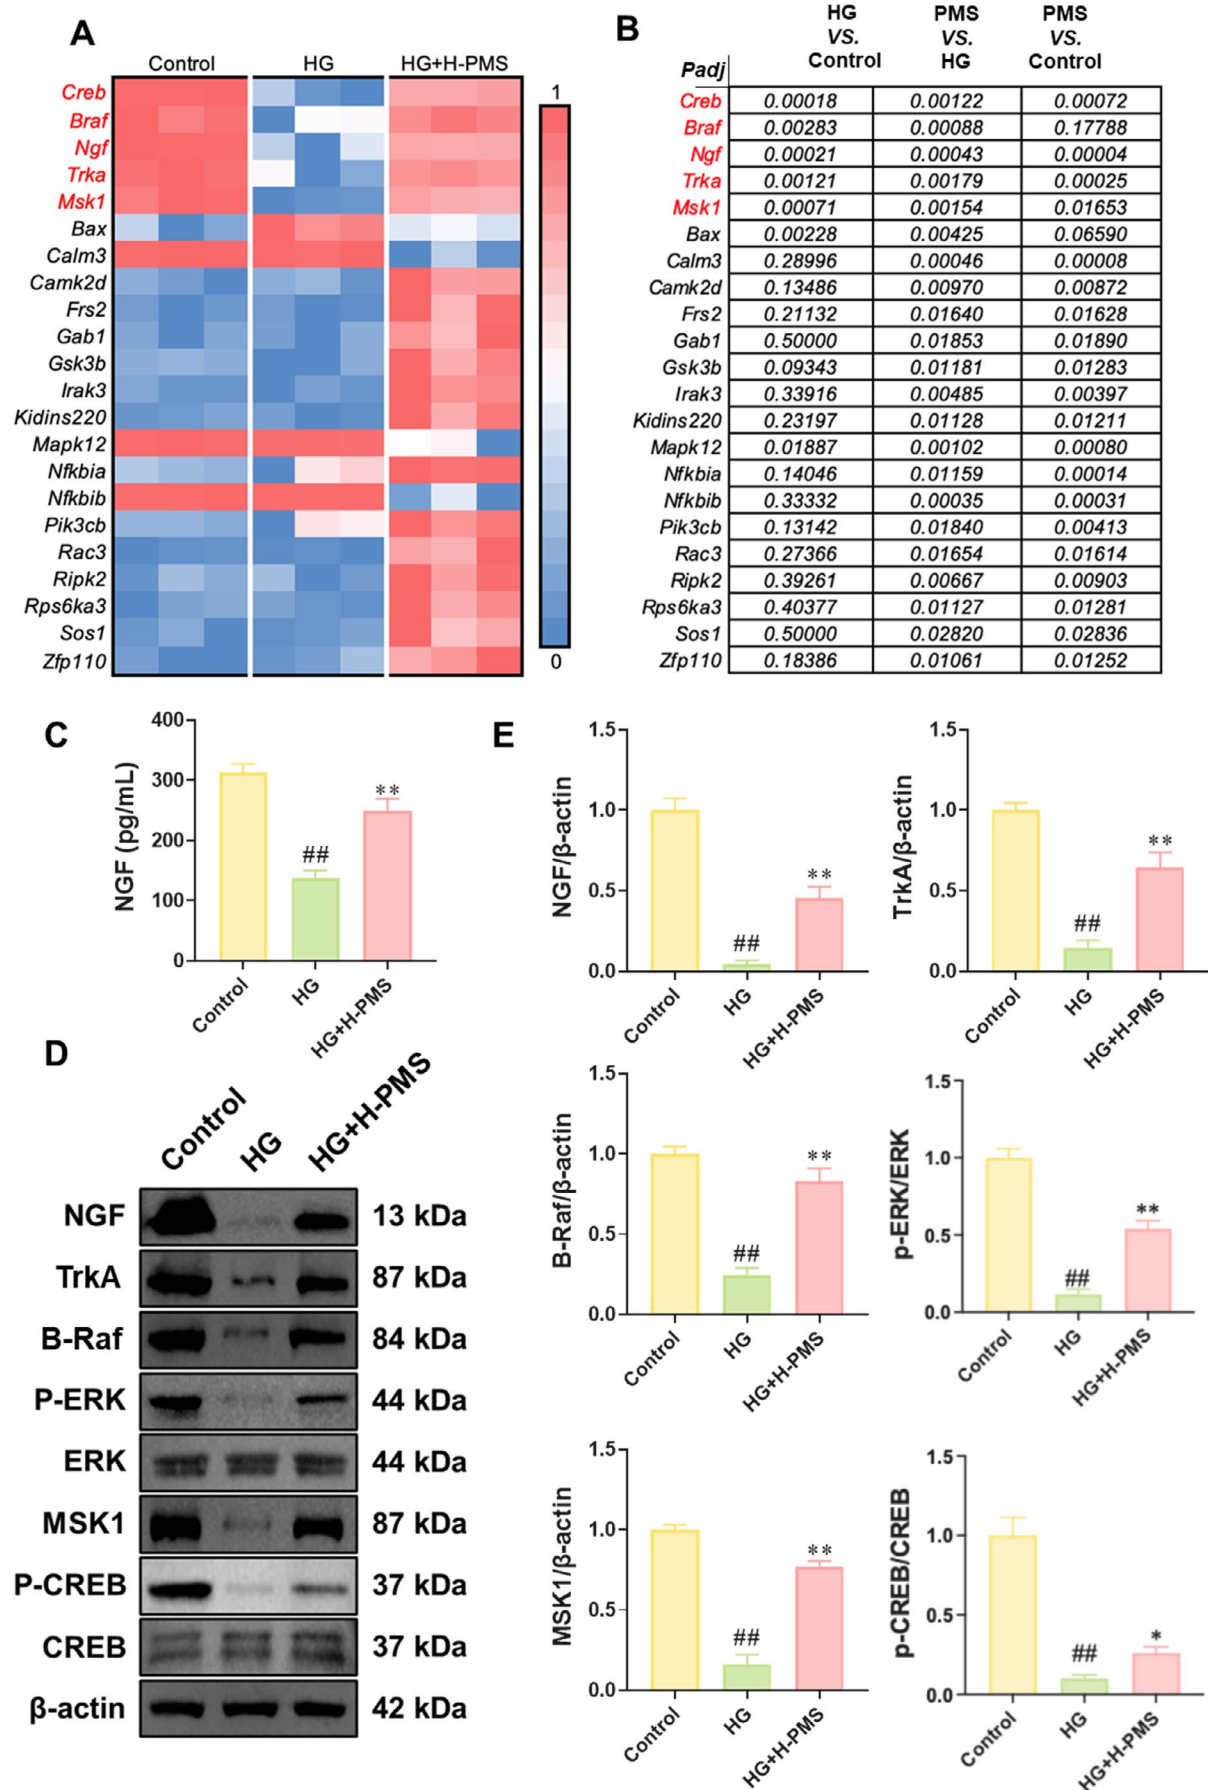 A
Control HG HG+H-PMS
Creb
Braf
Ngf
Trka
Msk1
Bax
Calm3
Camk2d
Frs2
Gab1
Gsk3b
Irak3
Kidins220
Mapk12
Nfkbia
Nfkbib
Pik3cb
Rac3
Ripk2
Rps6ka3
Sos1
Zfp110
1
0
B
HG PMS PMS
VS. VS. VS.
Control HG Control
Padj
Creb 0.00018 0.00122 0.00072
Braf 0.00283 0.00088 0.17788
Ngf 0.00021 0.00043 0.00004
Trka 0.00121 0.00179 0.00025
Msk1 0.00071 0.00154 0.01653
Bax 0.00228 0.00425 0.06590
Calm3 0.28996 0.00046 0.00008
Camk2d 0.13486 0.00970 0.00872
Frs2 0.21132 0.01640 0.01628
Gab1 0.50000 0.01853 0.01890
Gsk3b 0.09343 0.01181 0.01283
Irak3 0.33916 0.00485 0.00397
Kidins220 0.23197 0.01128 0.01211
Mapk12 0.01887 0.00102 0.00080
Nfkbia 0.14046 0.01159 0.00014
Nfkbib 0.33332 0.00035 0.00031
Pik3cb 0.13142 0.01840 0.00413
Rac3 0.27366 0.01654 0.01614
Ripk2 0.39261 0.00667 0.00903
Rps6ka3 0.40377 0.01127 0.01281
Sos1 0.50000 0.02820 0.02836
Zfp110 0.18386 0.01061 0.01252
C
NGF (pg/mL)
400
300
200
100
0
##
**
Control HG HG+H-PMS
D
Control HG HG+H-PMS
NGF 13 kDa
TrkA 87 kDa
B-Raf 84 kDa
P-ERK 44 kDa
ERK 44 kDa
MSK1 87 kDa
P-CREB 37 kDa
CREB 37 kDa
β-actin 42 kDa
E
NGF/β-actin
1.5
1.0
0.5
0.0
##
**
Control HG HG+H-PMS
TrkA/β-actin
1.5
1.0
0.5
0.0
##
**
Control HG HG+H-PMS
B-Raf/β-actin
1.5
1.0
0.5
0.0
##
**
Control HG HG+H-PMS
p-ERK/ERK
1.5
1.0
0.5
0.0
##
**
Control HG HG+H-PMS
MSK1/β-actin
1.5
1.0
0.5
0.0
##
**
Control HG HG+H-PMS
p-CREB/CREB
1.5
1.0
0.5
0.0
##
*
Control HG HG+H-PMS